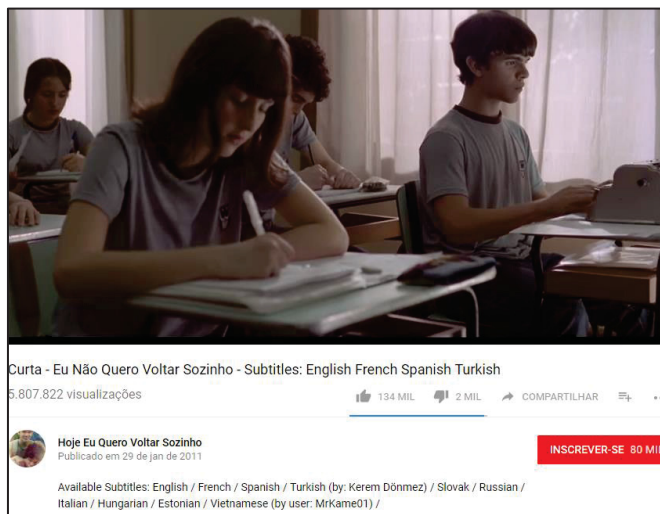 Curta - Eu Não Quero Voltar Sozinho - Subtitles: English French Spanish Turkish
5.807.822 visualizações
134 MIL 2 MIL COMPARTILHAR
Hoje Eu Quero Voltar Sozinho
INSCREVER-SE 80 MIL
Publicado em 29 de jan de 2011
Available Subtitles: English / French / Spanish / Turkish (by: Kerem Dönmez) / Slovak / Russian /
Italian / Hungarian / Estonian / Vietnamese (by user: MrKame01) /